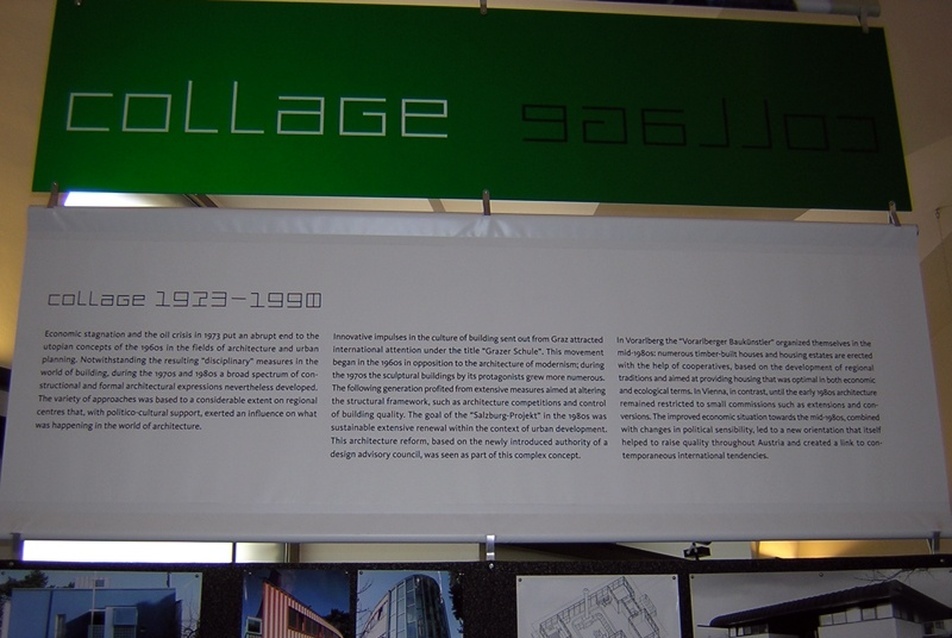 collage
collage
collage 1973–1990
Economic stagnation and the oil crisis in 1973 put an abrupt end to the
utopian concepts of the 1960s in the fields of architecture and urban
planning. Notwithstanding the resulting "disciplinary" measures in the
world of building, during the 1970s and 1980s a broad spectrum of con-
structional and formal architectural expressions nevertheless developed.
The variety of approaches was based to a considerable extent on regional
centres that, with politico-cultural support, exerted an influence on what
was happening in the world of architecture.
Innovative impulses in the culture of building sent out from Graz attracted
international attention under the title "Grazer Schule". This movement
began in the 1960s in opposition to the architecture of modernism; during
the 1970s the sculptural buildings by its protagonists grew more numerous.
The following generation profited from extensive measures aimed at altering
the structural framework, such as architecture competitions and control
of building quality. The goal of the "Salzburg-Projekt" in the 1980s was
sustainable extensive renewal within the context of urban development.
This architecture reform, based on the newly introduced authority of a
design advisory council, was seen as part of this complex concept.
In Vorarlberg the "Vorarlberger Baukünstler" organized themselves in the
mid-1980s: numerous timber-built houses and housing estates are erected
with the help of cooperatives, based on the development of regional
traditions and aimed at providing housing that was optimal in both economic
and ecological terms. In Vienna, in contrast, until the early 1980s architecture
remained restricted to small commissions such as extensions and con-
versions. The improved economic situation towards the mid-1980s, combined
with changes in political sensibility, led to a new orientation that itself
helped to raise quality throughout Austria and created a link to con-
temporaneous international tendencies.